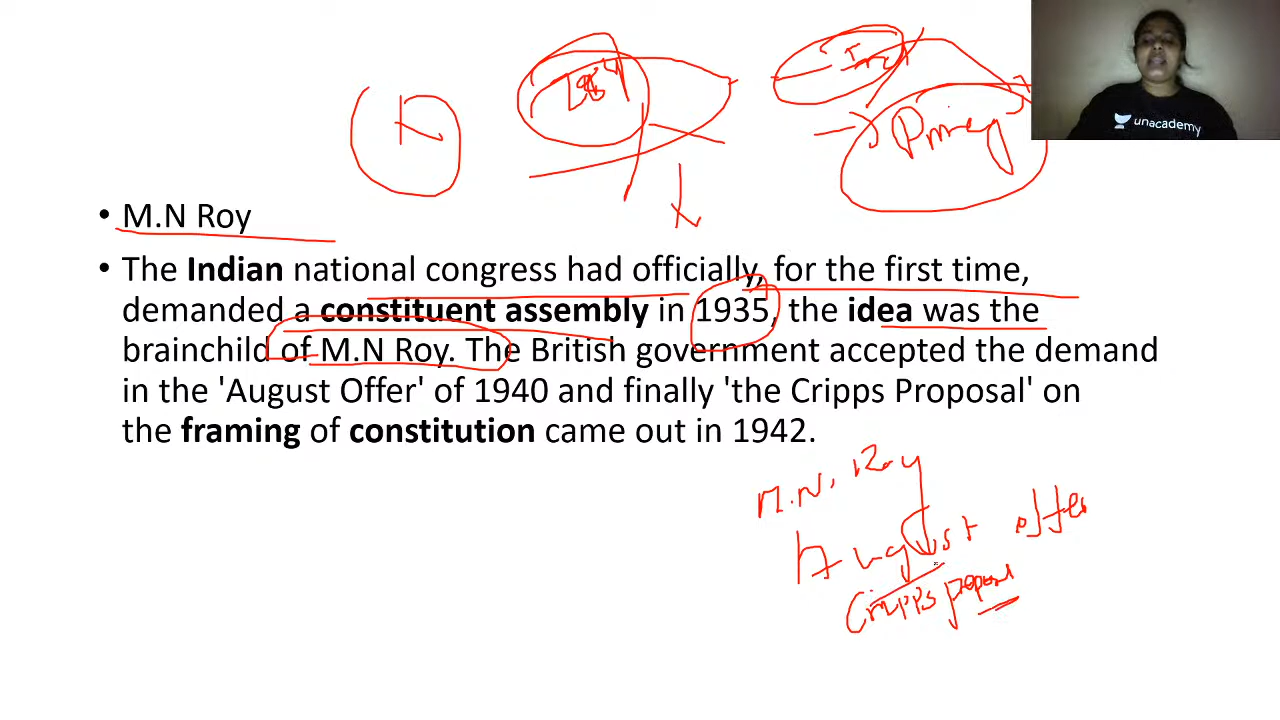 unacademy
• M.N Roy
• The Indian national congress had officially, for the first time,
demanded a constituent assembly in 1935, the idea was the
brainchild of M.N Roy. The British government accepted the demand
in the 'August Offer' of 1940 and finally 'the Cripps Proposal' on
the framing of constitution came out in 1942.
M.N. Roy
August offer
Cripps proposal